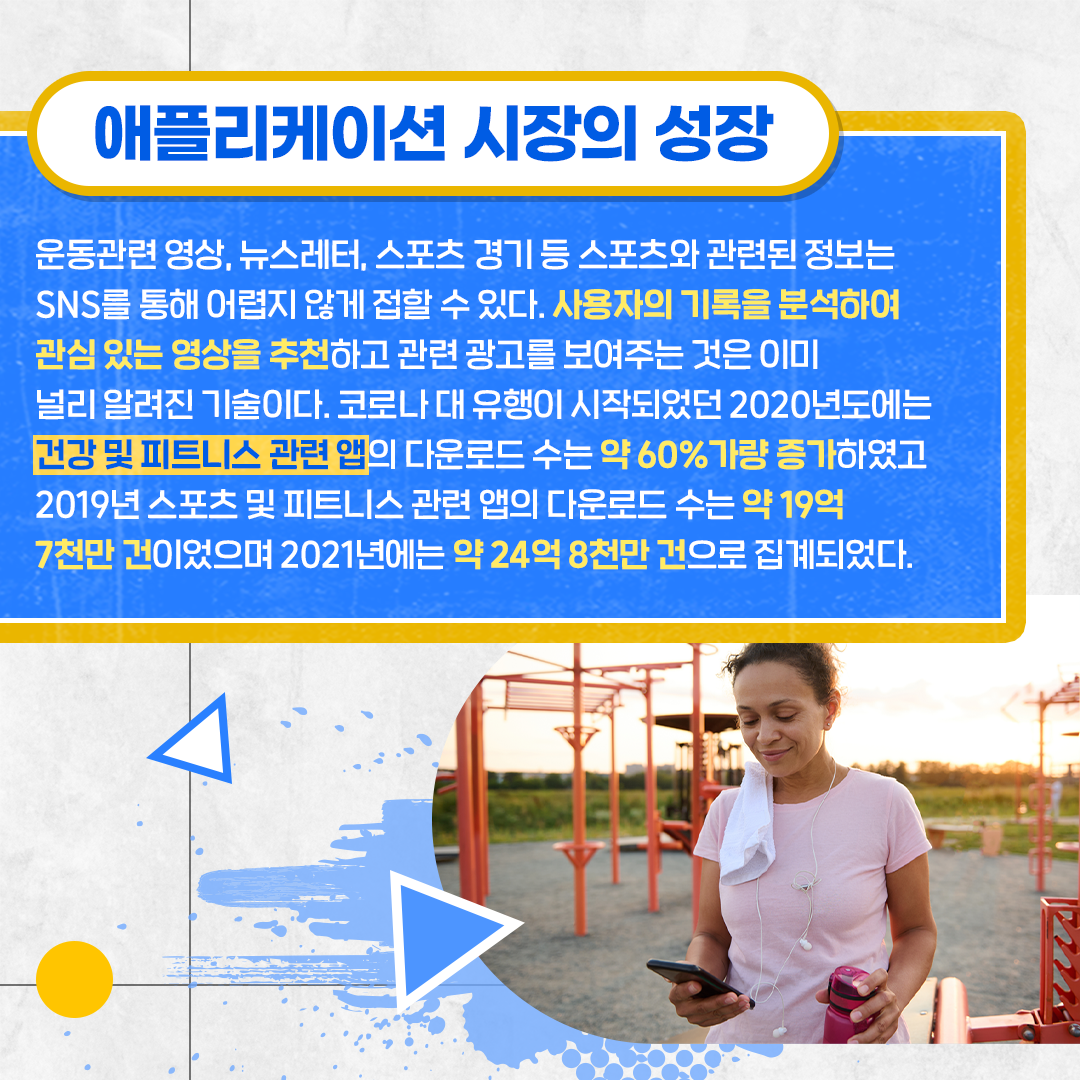 애플리케이션 시장의 성장
운동관련 영상, 뉴스레터, 스포츠 경기 등 스포츠와 관련된 정보는
SNS를 통해 어렵지 않게 접할 수 있다. 사용자의 기록을 분석하여
관심 있는 영상을 추천하고 관련 광고를 보여주는 것은 이미
널리 알려진 기술이다. 코로나 대 유행이 시작되었던 2020년도에는
건강 및 피트니스 관련 앱의 다운로드 수는 약 60%가량 증가하였고
2019년 스포츠 및 피트니스 관련 앱의 다운로드 수는 약 19억
7천만 건이었으며 2021년에는 약 24억 8천만 건으로 집계되었다.